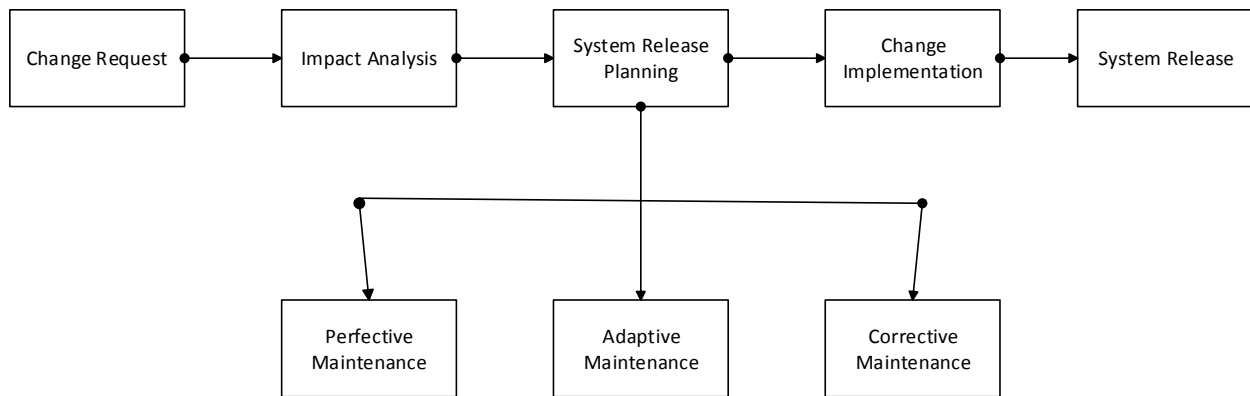 Change Request
Impact Analysis
System Release
Planning
Change
Implementation
System Release
Perfective
Maintenance
Adaptive
Maintenance
Corrective
Maintenance